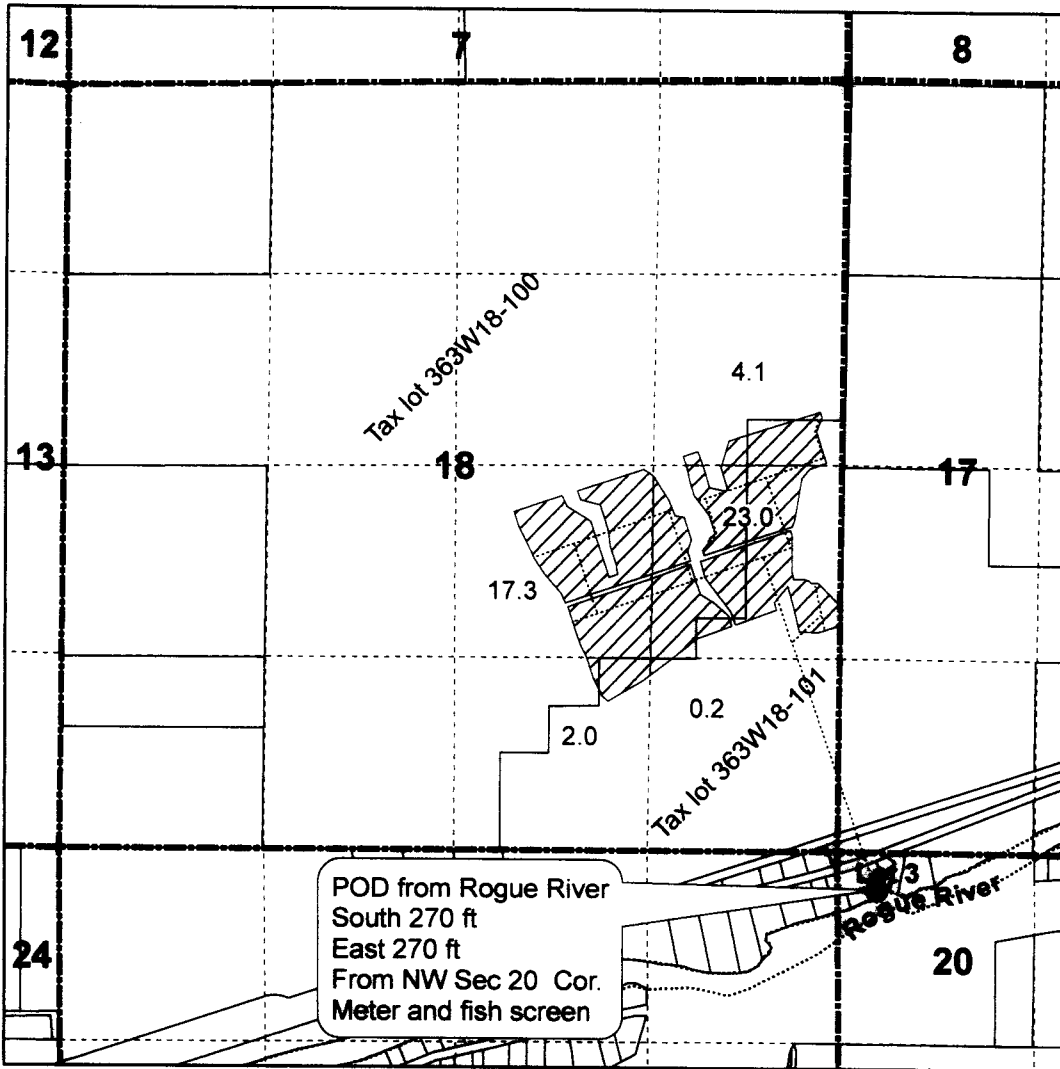 12
7
8
Tax lot 363W18-100
4.1
13
18
17
23.0
17.3
0.2
2.0
Tax lot 363W18-101
POD from Rogue River
South 270 ft
East 270 ft
From NW Sec 20 Cor.
Meter and fish screen
3
Rogue River
24
20